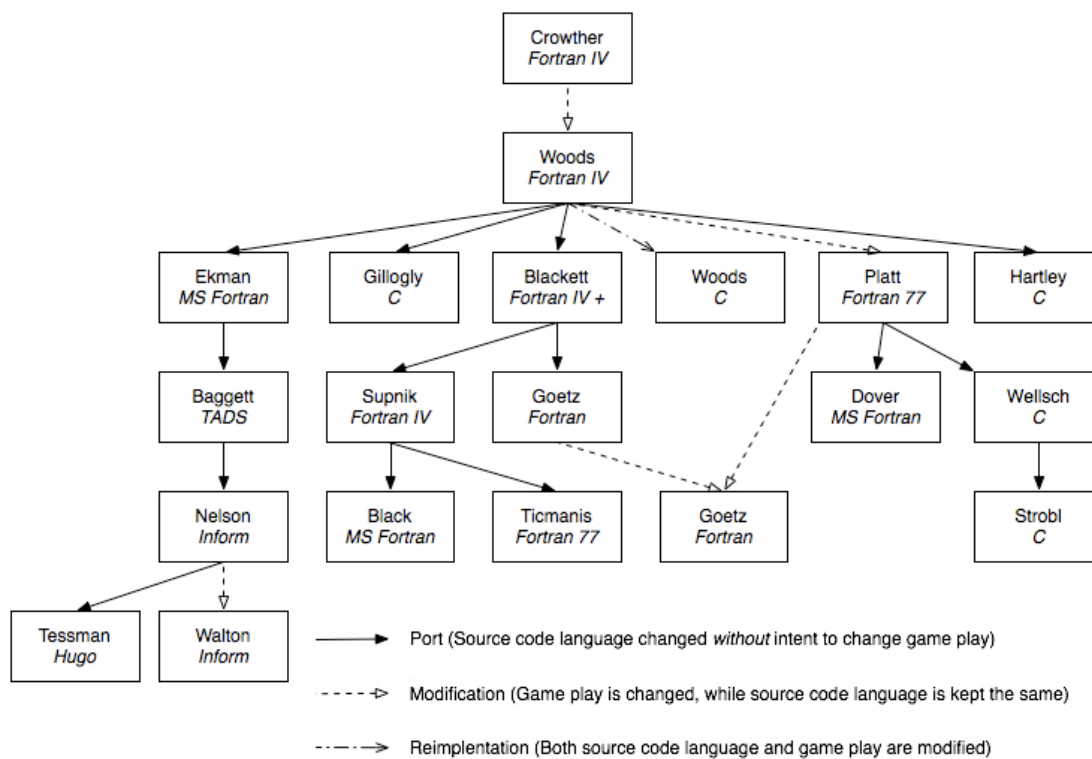 Crowther
Fortran IV
Woods
Fortran IV
Ekman
MS Fortran
Gillogly
C
Blackett
Fortran IV +
Woods
C
Platt
Fortran 77
Hartley
C
Baggett
TADS
Supnik
Fortran IV
Goetz
Fortran
Dover
MS Fortran
Wellsch
C
Nelson
Inform
Black
MS Fortran
Ticmanis
Fortran 77
Goetz
Fortran
Strobl
C
Tessman
Hugo
Walton
Inform
Port (Source code language changed without intent to change game play)
Modification (Game play is changed, while source code language is kept the same)
Reimplentation (Both source code language and game play are modified)